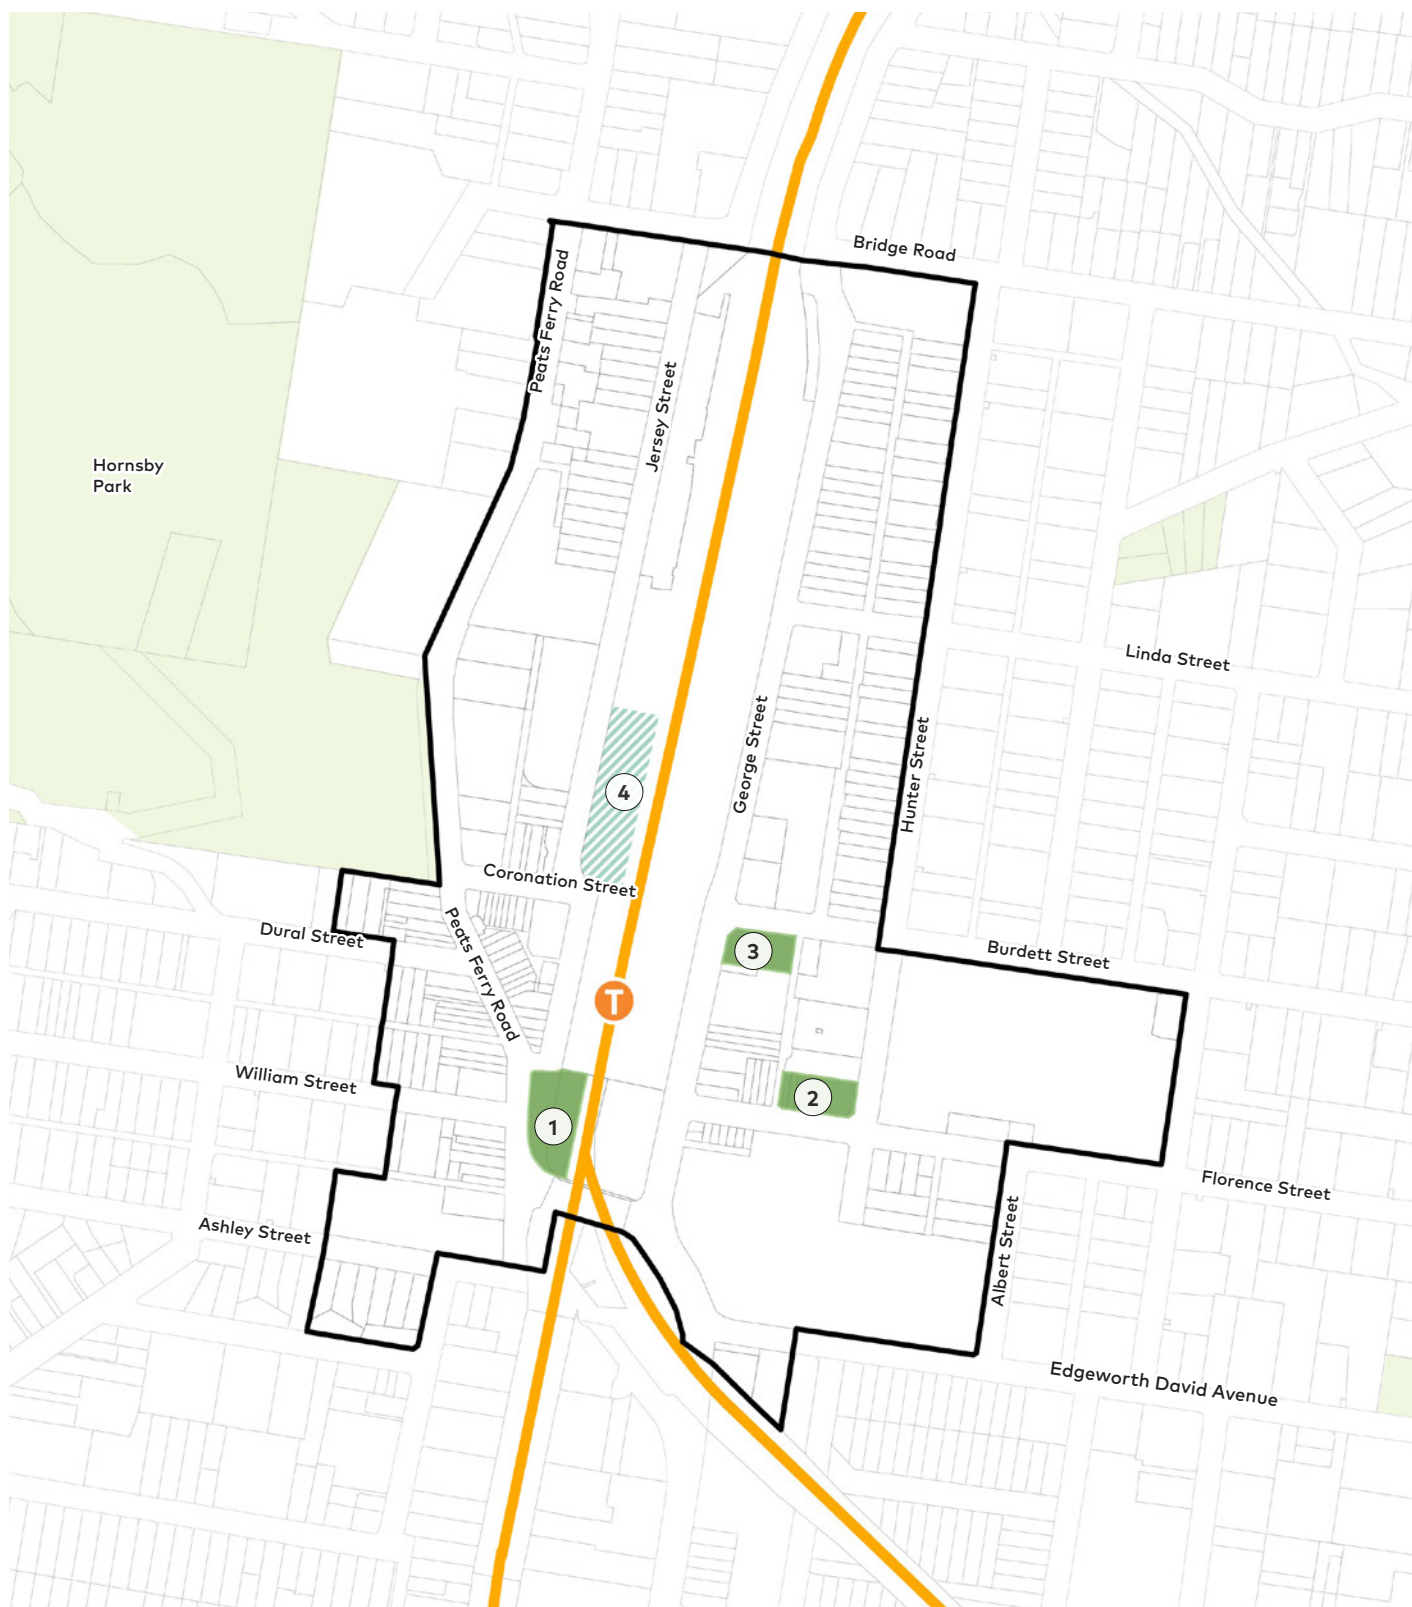 Bridge Road
Peats Ferry Road
Jersey Street
Hornsby
Park
Linda Street
George Street
Hunter Street
4
Coronation Street
Peats Ferry Road
Dural Street
3
Burdett Street
T
William Street
2
1
Florence Street
Ashley Street
Albert Street
Edgeworth David Avenue